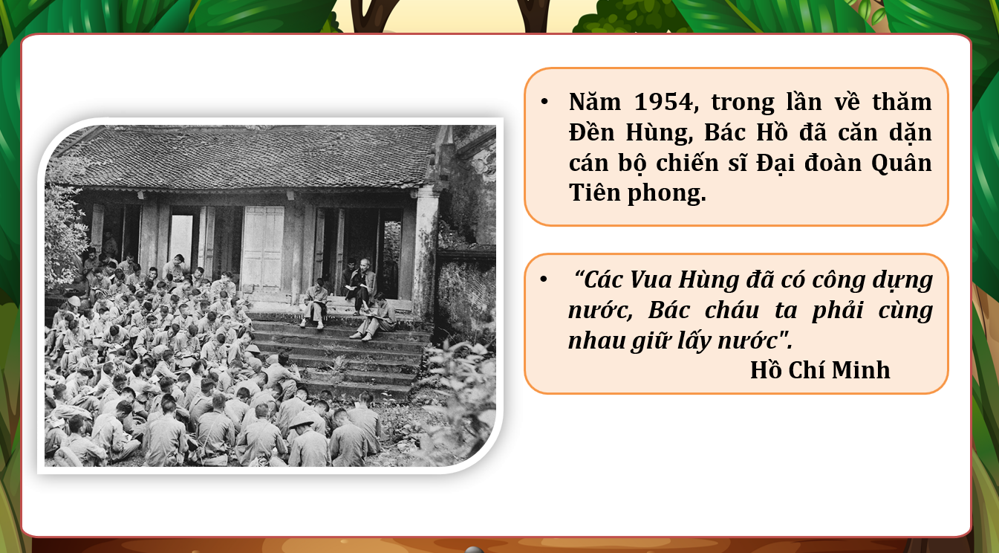 • Năm 1954, trong lần về thăm
Đền Hùng, Bác Hồ đã căn dặn
cán bộ chiến sĩ Đại đoàn Quân
Tiên phong.
• “Các Vua Hùng đã có công dựng
nước, Bác cháu ta phải cùng
nhau giữ lấy nước".
Hồ Chí Minh